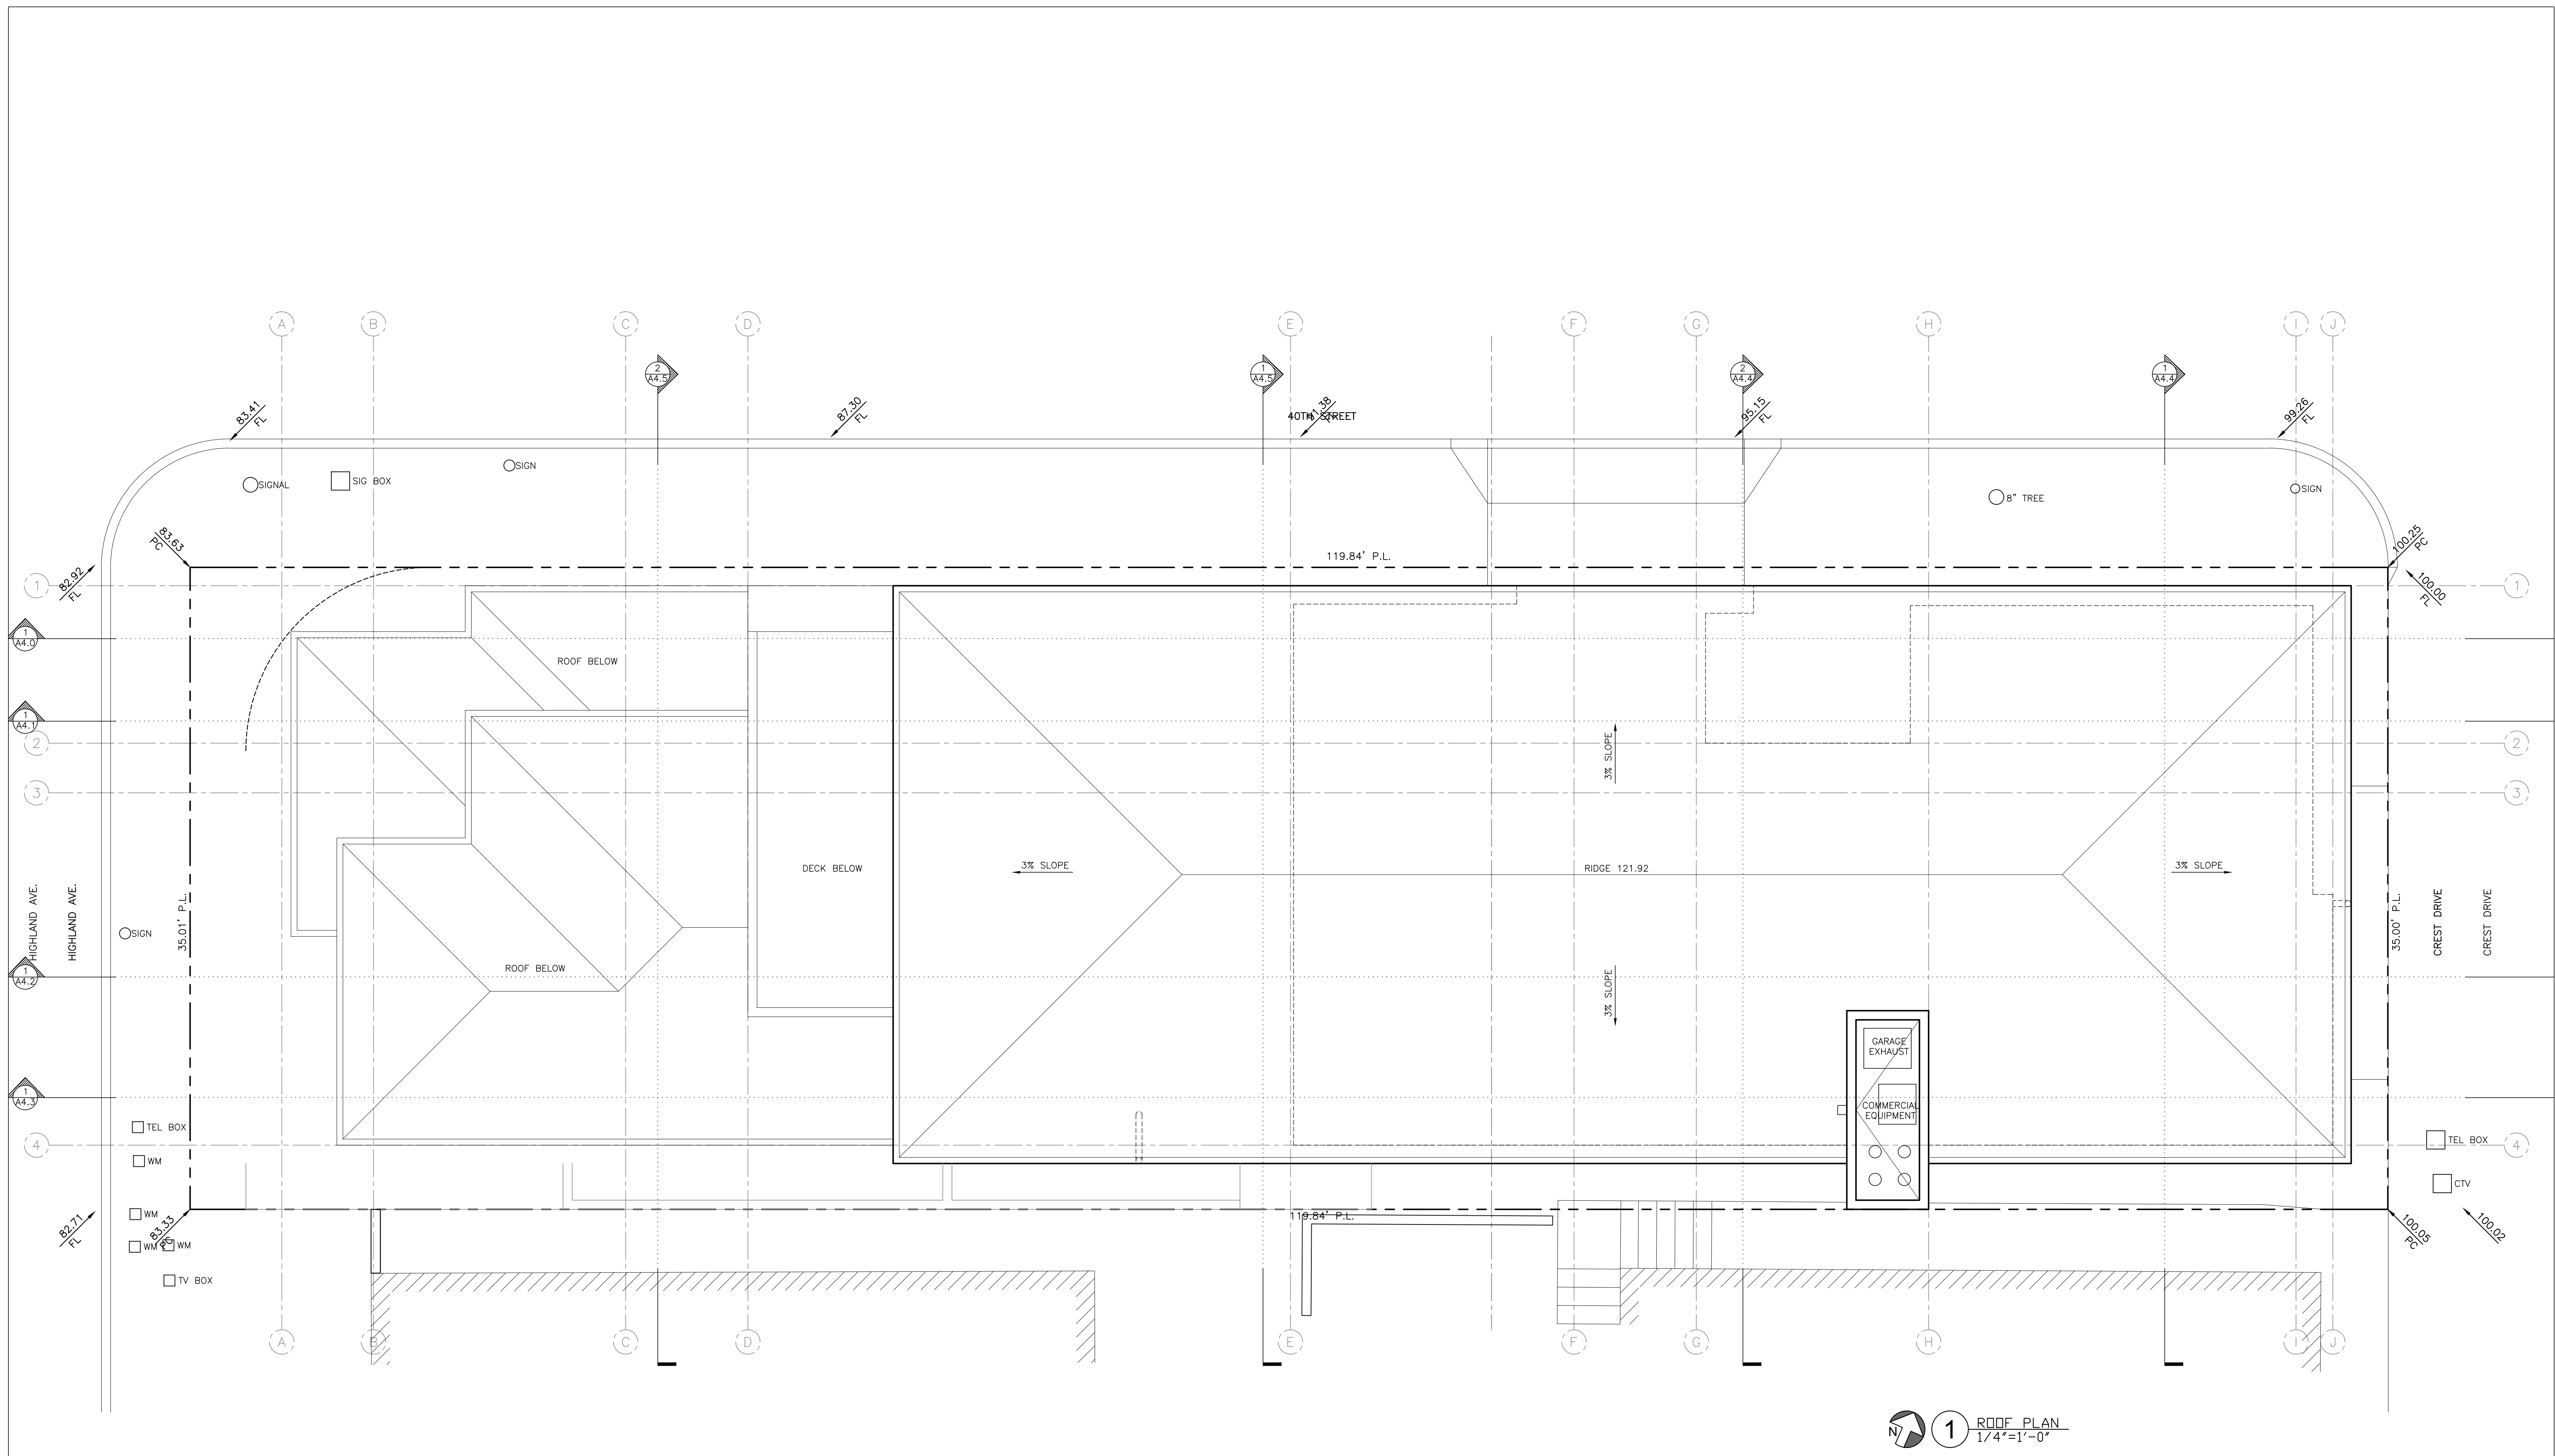 A
B
C
D
E
F
G
H
I
J
2
A4.5
1
A4.5
2
A4.4
1
A4.4
83.41
FL
87.30
FL
40TH STREET
95.15
FL
99.26
FL
SIGN
SIGNAL
SIG BOX
8" TREE
SIGN
83.63
PC
119.84' P.L.
100.25
PC
82.92
FL
100.00
FL
1
1
1
A4.0
ROOF BELOW
1
A4.1
2
2
3% SLOPE
3
3
DECK BELOW
3% SLOPE
RIDGE 121.92
3% SLOPE
HIGHLAND AVE.
HIGHLAND AVE.
35.01' P.L.
35.00' P.L.
CREST DRIVE
CREST DRIVE
SIGN
ROOF BELOW
1
A4.2
3% SLOPE
GARAGE
EXHAUST
1
A4.3
COMMERCIAL
EQUIPMENT
TEL BOX
4
4
TEL BOX
WM
CTV
WM
82.71
FL
83.33
PC
119.84' P.L.
100.05
PC
100.02
WM
WM
TV BOX
A
B
C
D
E
F
G
H
I
J
N
1
ROOF PLAN
1/4"=1'-0"